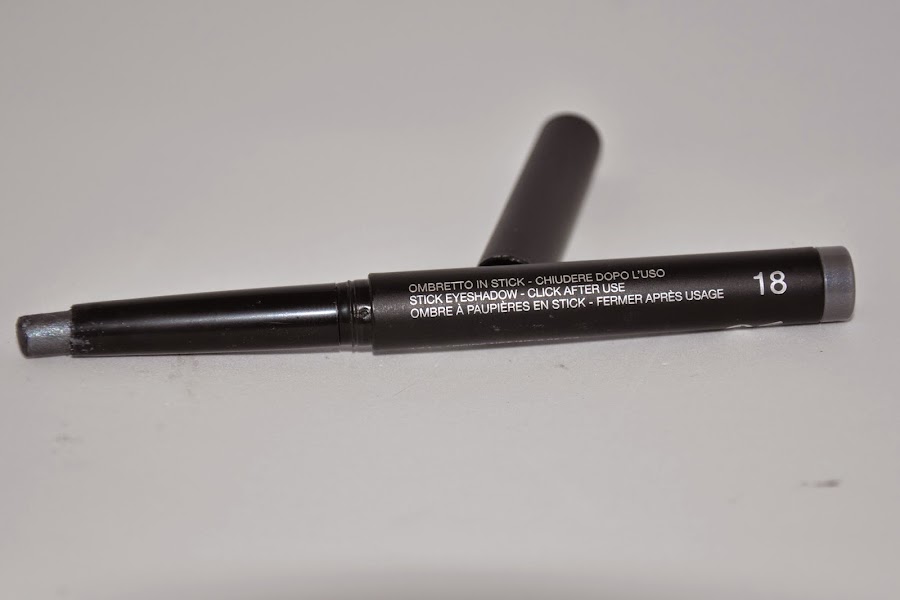 OMBRETTO IN STICK - CHIUDERE DOPO L'USO
STICK EYESHADOW - CLICK AFTER USE
OMBRE À PAUPIÈRES EN STICK - FERMER APRÈS USAGE
18